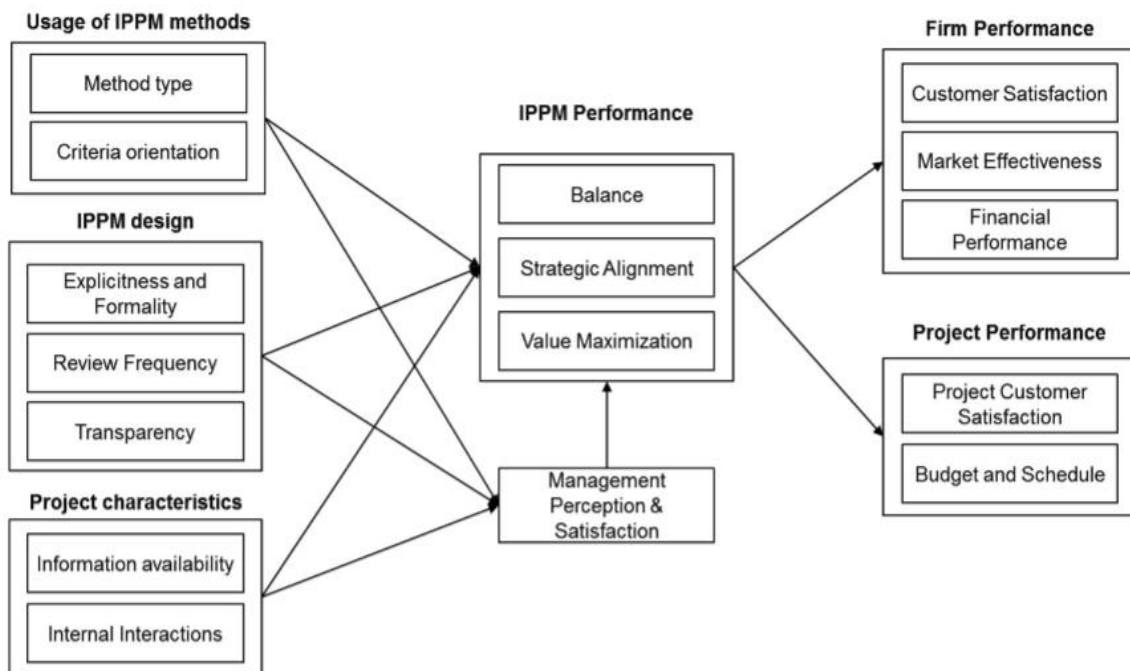 Usage of IPPM methods
Method type
Criteria orientation
IPPM design
Explicitness and
Formality
Review Frequency
Transparency
Project characteristics
Information availability
Internal Interactions
IPPM Performance
Balance
Strategic Alignment
Value Maximization
Management
Perception &
Satisfaction
Firm Performance
Customer Satisfaction
Market Effectiveness
Financial
Performance
Project Performance
Project Customer
Satisfaction
Budget and Schedule